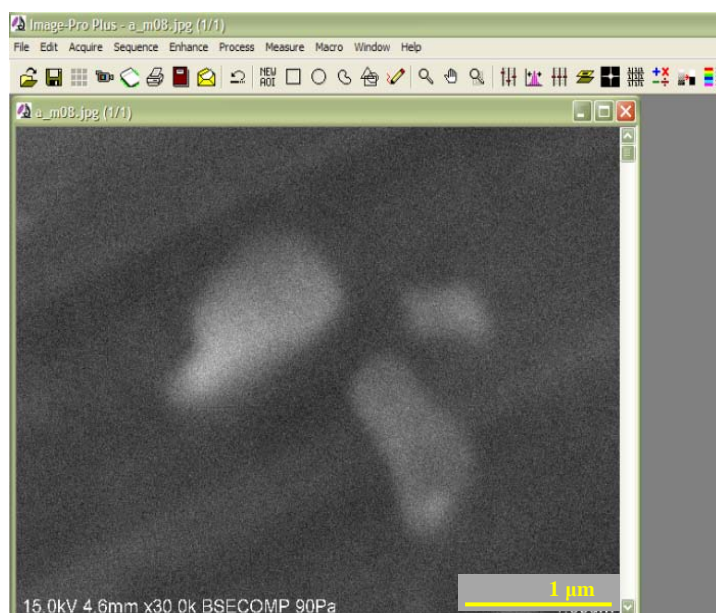 Image-Pro Plus - a_m08.jpg (1/1)
File Edit Acquire Sequence Enhance Process Measure Macro Window Help
NEW
AOI
a_m08.jpg (1/1)
1 μm
15.0kV 4.6mm x30.0k BSECOMP 90Pa